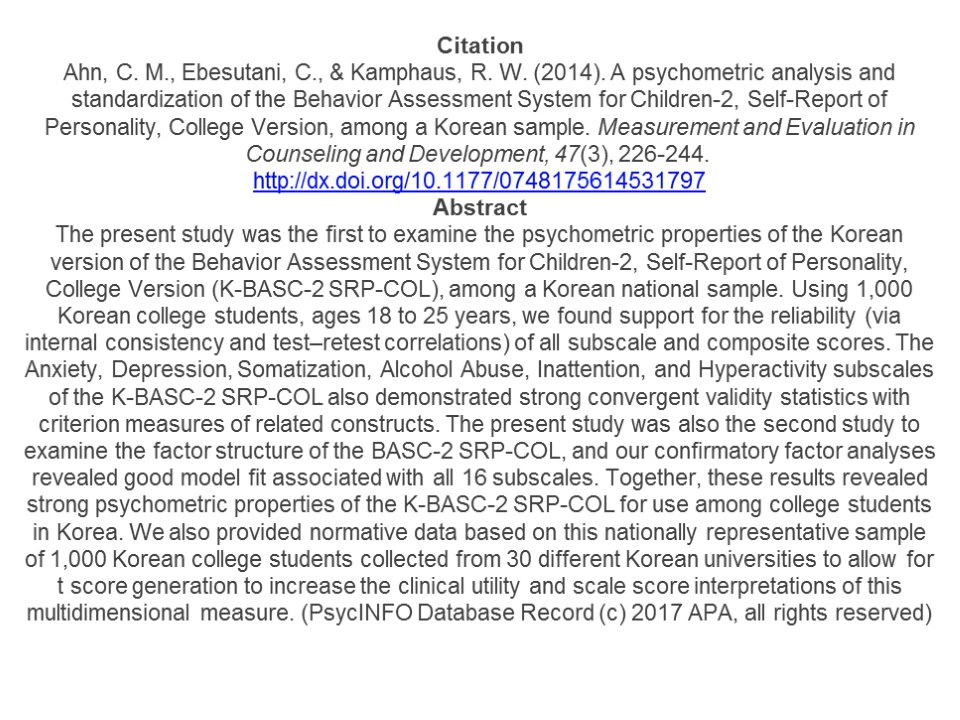 Citation
Ahn, C. M., Ebesutani, C., & Kamphaus, R. W. (2014). A psychometric analysis and
standardization of the Behavior Assessment System for Children-2, Self-Report of
Personality, College Version, among a Korean sample. Measurement and Evaluation in
Counseling and Development, 47(3), 226-244.
http://dx.doi.org/10.1177/0748175614531797
Abstract
The present study was the first to examine the psychometric properties of the Korean
version of the Behavior Assessment System for Children-2, Self-Report of Personality,
College Version (K-BASC-2 SRP-COL), among a Korean national sample. Using 1,000
Korean college students, ages 18 to 25 years, we found support for the reliability (via
internal consistency and test–retest correlations) of all subscale and composite scores. The
Anxiety, Depression, Somatization, Alcohol Abuse, Inattention, and Hyperactivity subscales
of the K-BASC-2 SRP-COL also demonstrated strong convergent validity statistics with
criterion measures of related constructs. The present study was also the second study to
examine the factor structure of the BASC-2 SRP-COL, and our confirmatory factor analyses
revealed good model fit associated with all 16 subscales. Together, these results revealed
strong psychometric properties of the K-BASC-2 SRP-COL for use among college students
in Korea. We also provided normative data based on this nationally representative sample
of 1,000 Korean college students collected from 30 different Korean universities to allow for
t score generation to increase the clinical utility and scale score interpretations of this
multidimensional measure. (PsycINFO Database Record (c) 2017 APA, all rights reserved)